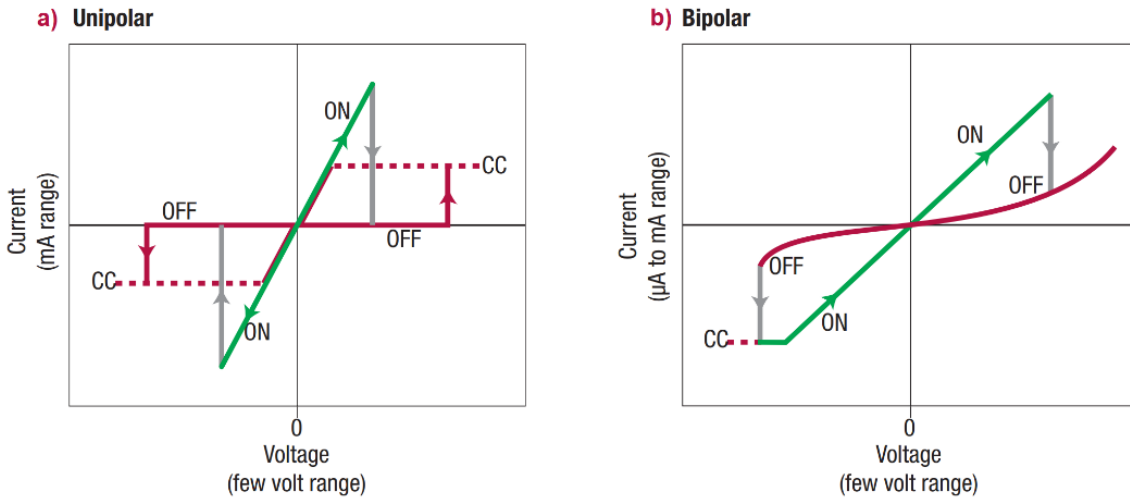 a) Unipolar
ON
CC
OFF
OFF
CC
ON
Current
(mA range)
0
Voltage
(few volt range)
b) Bipolar
ON
OFF
OFF
ON
CC
Current
(µA to mA range)
0
Voltage
(few volt range)